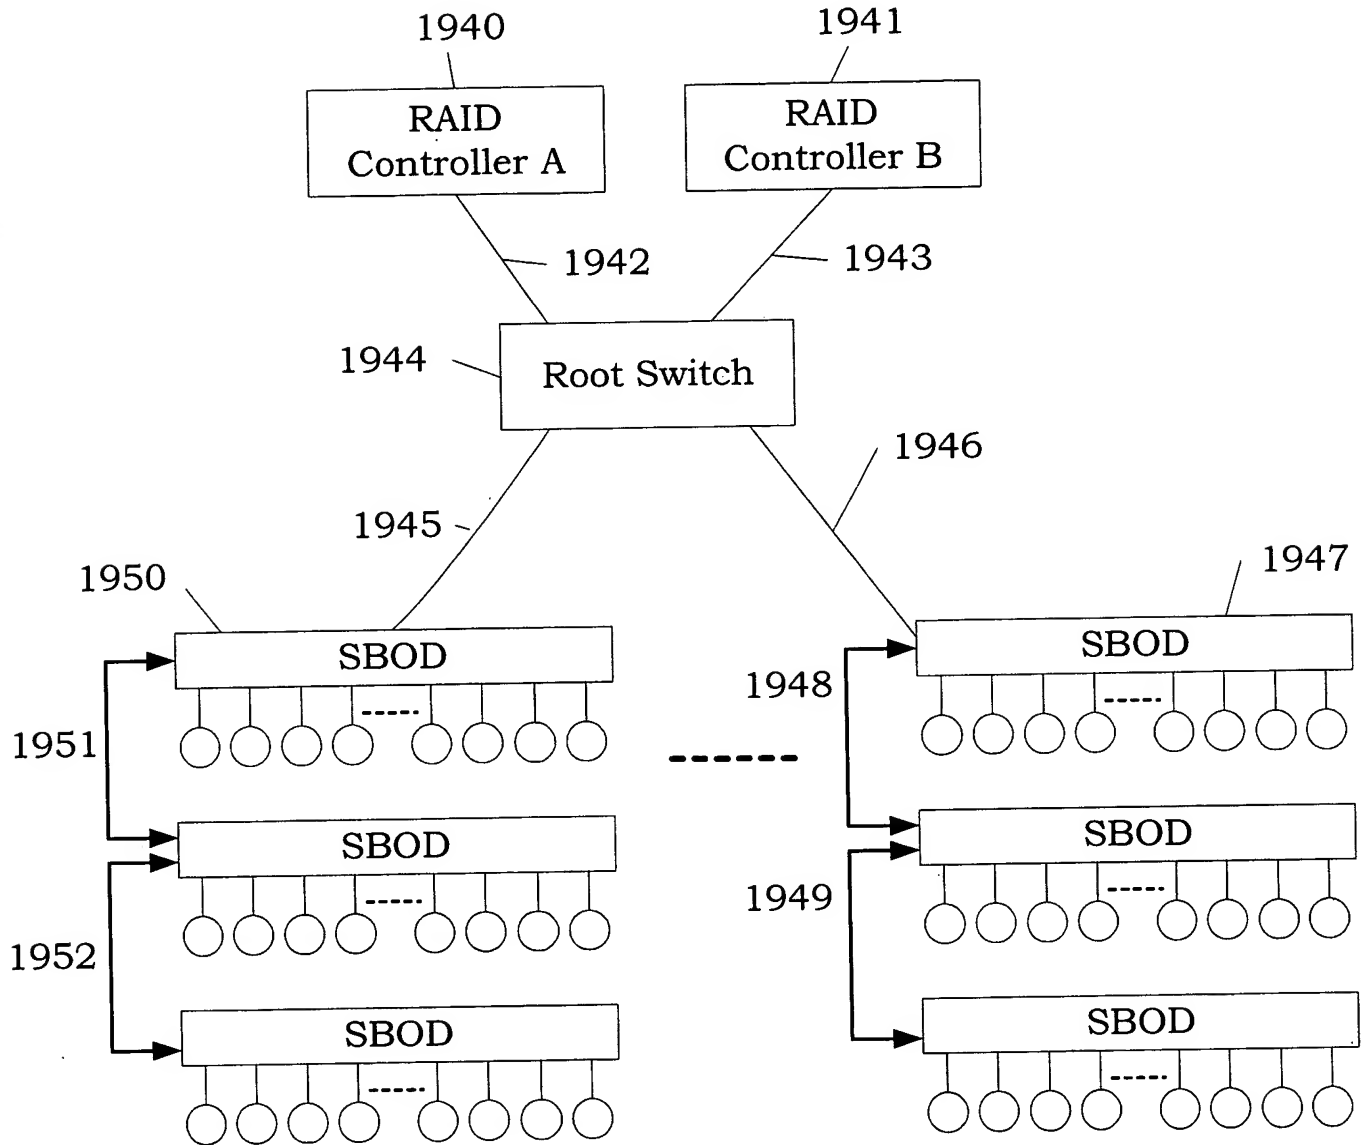 1940
1941
RAID
Controller A
RAID
Controller B
1942
1943
1944
Root Switch
1946
1945
1947
1950
SBOD
SBOD
1948
1951
SBOD
SBOD
1949
1952
SBOD
SBOD